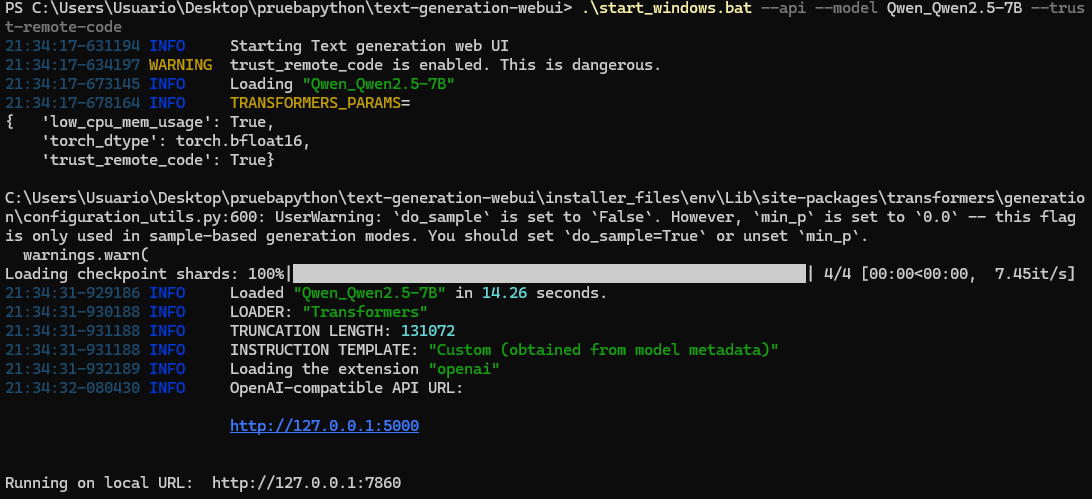 PS C:\Users\Usuario\Desktop\pruebapython\text-generation-webui> .\start_windows.bat --api --model Qwen_Qwen2.5-7B --trus
t-remote-code
21:34:17-631194 INFO     Starting Text generation web UI
21:34:17-634197 WARNING  trust_remote_code is enabled. This is dangerous.
21:34:17-673145 INFO     Loading "Qwen_Qwen2.5-7B"
21:34:17-678164 INFO     TRANSFORMERS_PARAMS=
{   'low_cpu_mem_usage': True,
    'torch_dtype': torch.bfloat16,
    'trust_remote_code': True}
C:\Users\Usuario\Desktop\pruebapython\text-generation-webui\installer_files\env\Lib\site-packages\transformers\generatio
n\configuration_utils.py:600: UserWarning: `do_sample` is set to `False`. However, `min_p` is set to `0.0` -- this flag
is only used in sample-based generation modes. You should set `do_sample=True` or unset `min_p`.
  warnings.warn(
Loading checkpoint shards: 100%|██████████| 4/4 [00:00<00:00,  7.45it/s]
21:34:31-929186 INFO     Loaded "Qwen_Qwen2.5-7B" in 14.26 seconds.
21:34:31-930188 INFO     LOADER: "Transformers"
21:34:31-931188 INFO     TRUNCATION LENGTH: 131072
21:34:31-931188 INFO     INSTRUCTION TEMPLATE: "Custom (obtained from model metadata)"
21:34:31-932189 INFO     Loading the extension "openai"
21:34:32-080430 INFO     OpenAI-compatible API URL:
http://127.0.0.1:5000
Running on local URL:  http://127.0.0.1:7860